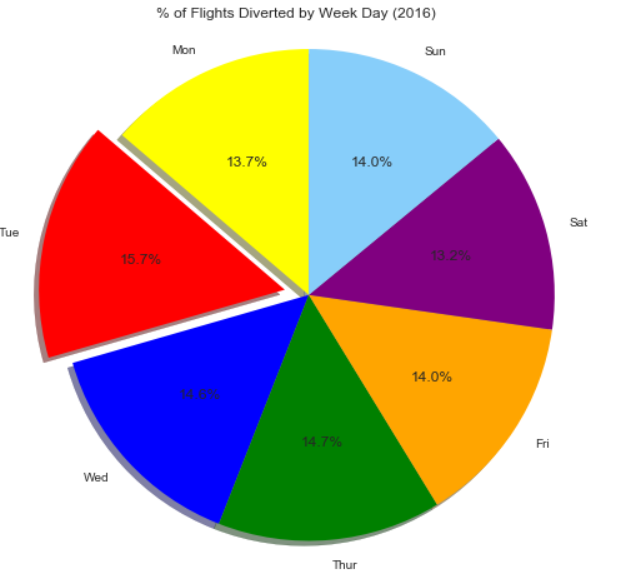 % of Flights Diverted by Week Day (2016)
Mon
Sun
13.7%
14.0%
Sat
Tue
13.2%
15.7%
14.0%
14.7%
Fri
Wed
Thur